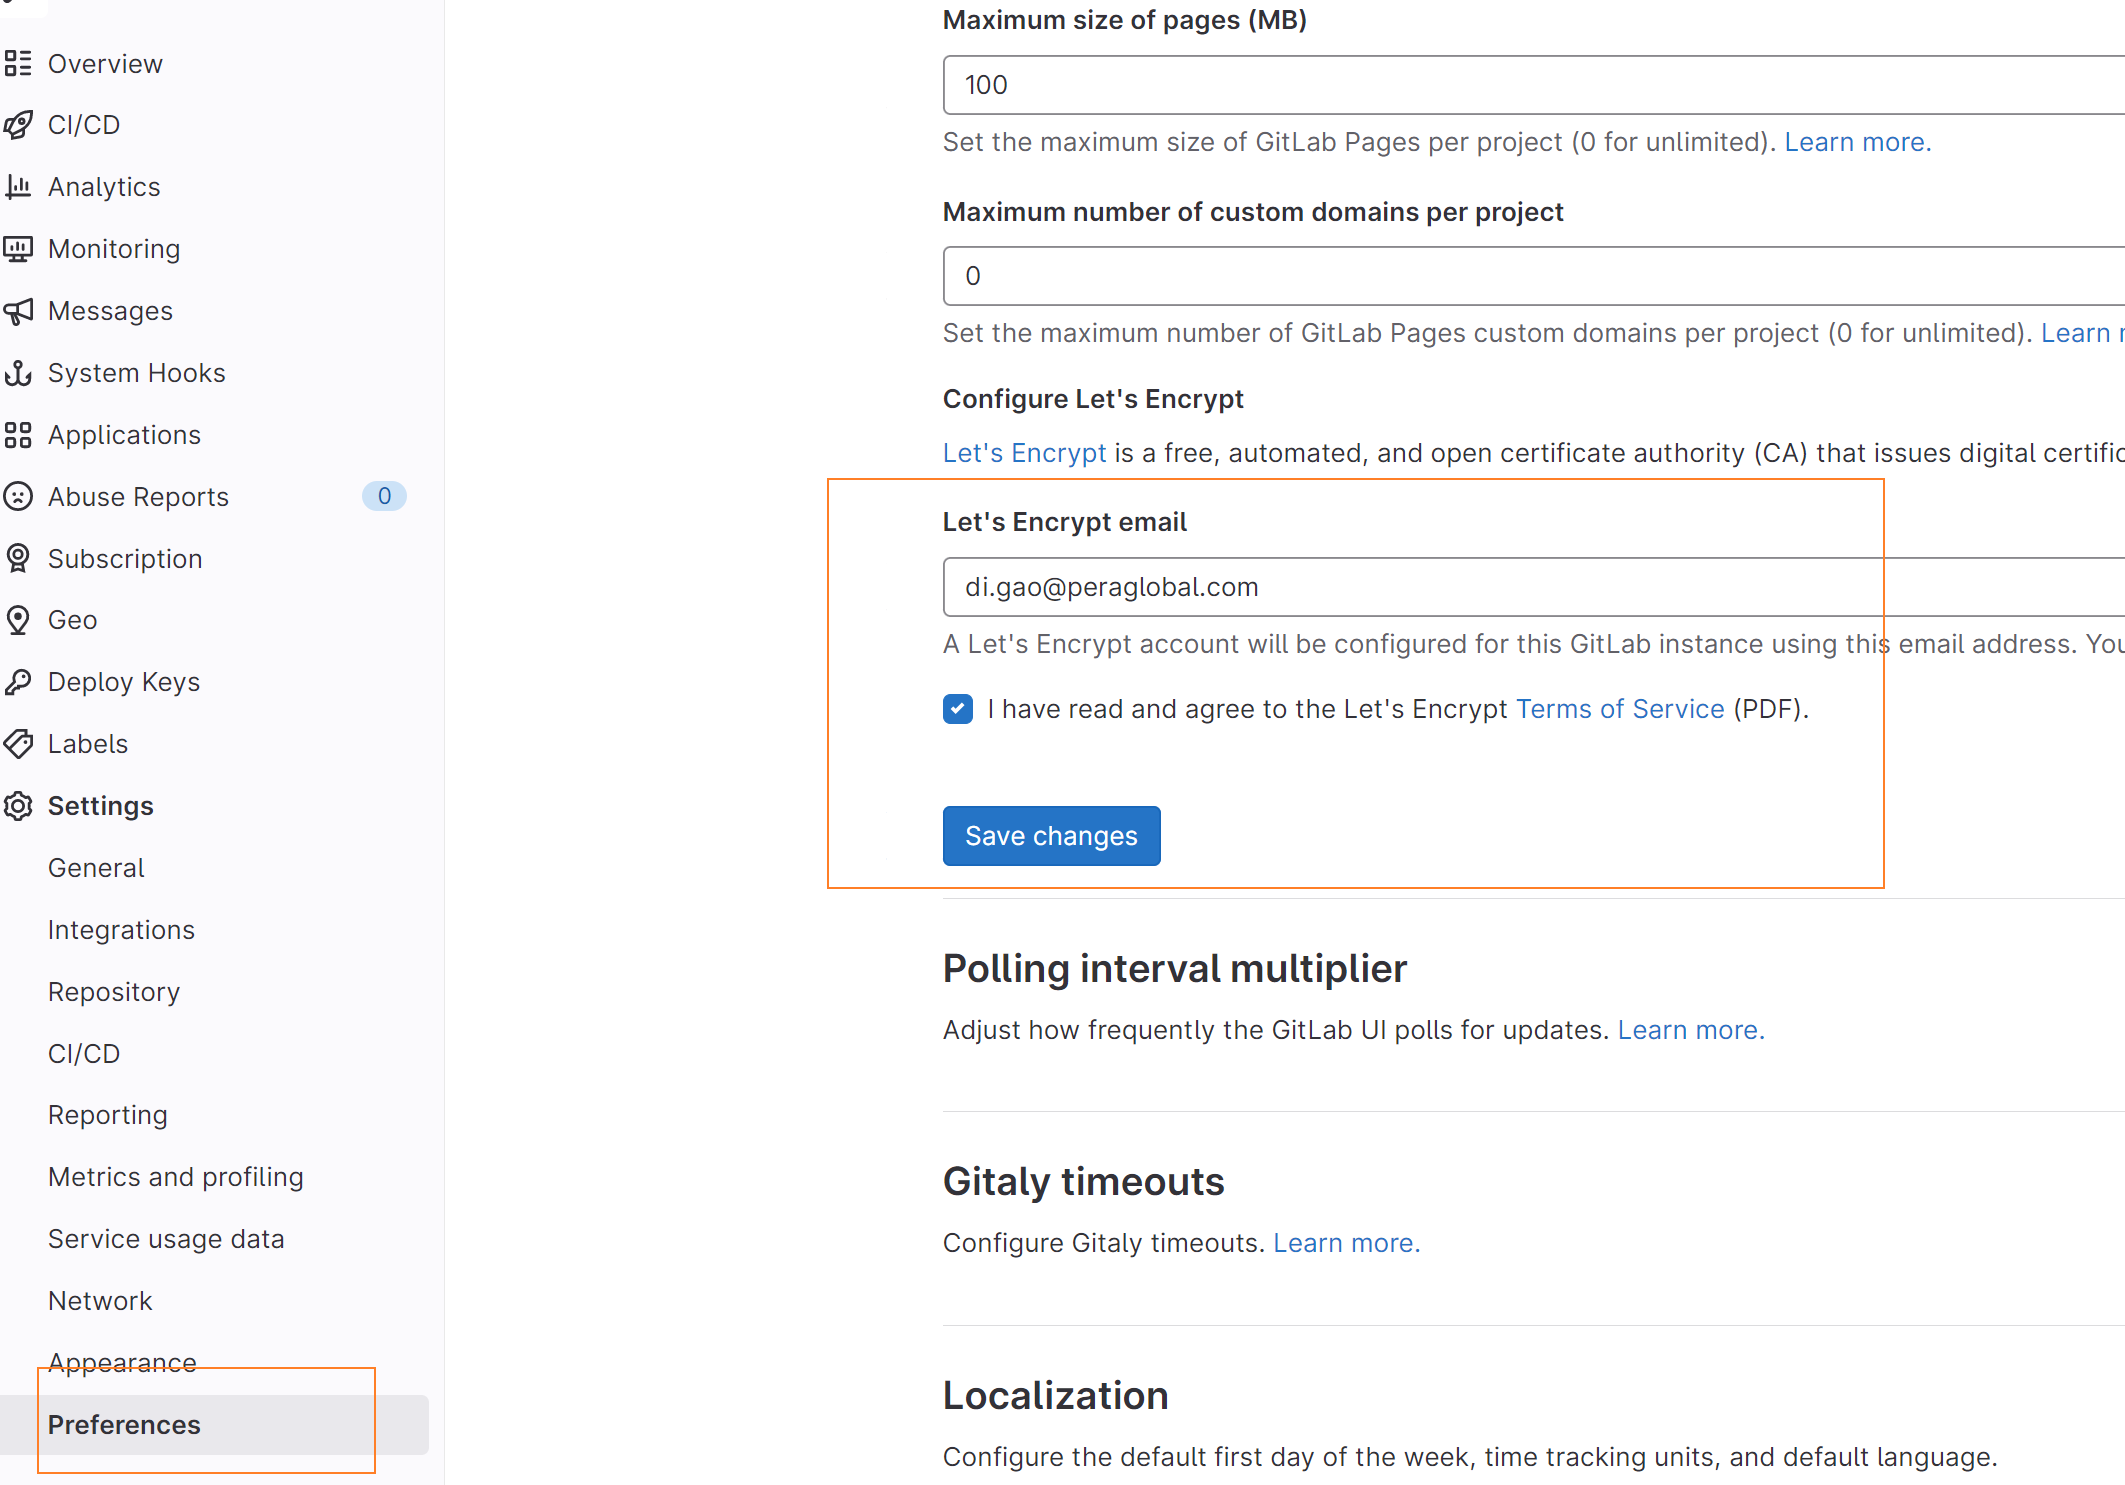 Overview
CI/CD
Analytics
Monitoring
Messages
System Hooks
Applications
Abuse Reports 0
Subscription
Geo
Deploy Keys
Labels
Settings
General
Integrations
Repository
CI/CD
Reporting
Metrics and profiling
Service usage data
Network
Appearance
Preferences
Maximum size of pages (MB)
100
Set the maximum size of GitLab Pages per project (0 for unlimited). Learn more.
Maximum number of custom domains per project
0
Set the maximum number of GitLab Pages custom domains per project (0 for unlimited). Learn
Configure Let's Encrypt
Let's Encrypt is a free, automated, and open certificate authority (CA) that issues digital
Let's Encrypt email
di.gao@peraglobal.com
A Let's Encrypt account will be configured for this GitLab instance using this email address. You
I have read and agree to the Let's Encrypt Terms of Service (PDF).
Save changes
Polling interval multiplier
Adjust how frequently the GitLab UI polls for updates. Learn more.
Gitaly timeouts
Configure Gitaly timeouts. Learn more.
Localization
Configure the default first day of the week, time tracking units, and default language.